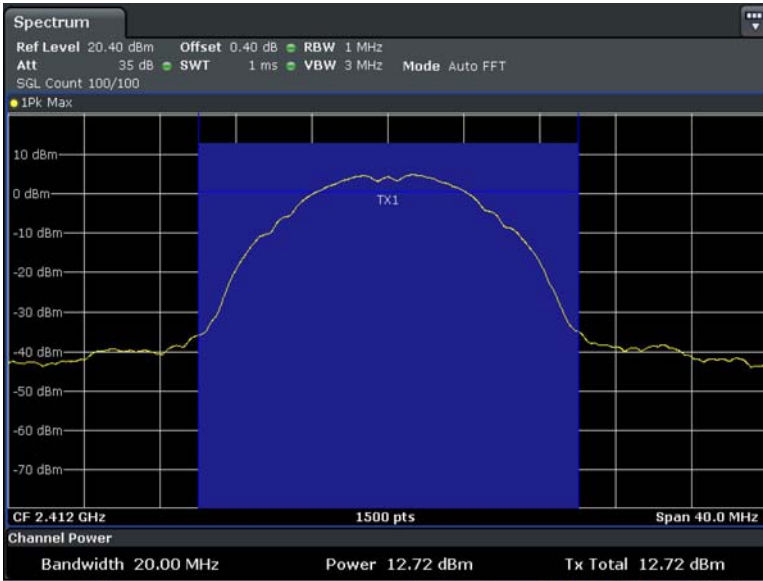 Spectrum
Ref Level 20.40 dBm Offset 0.40 dB RBW 1 MHz
Att 35 dB SWT 1 ms VBW 3 MHz Mode Auto FFT
SGL Count 100/100
1Pk Max
10 dBm
0 dBm
TX1
-10 dBm
-20 dBm
-30 dBm
-40 dBm
-50 dBm
-60 dBm
-70 dBm
CF 2.412 GHz 1500 pts Span 40.0 MHz
Channel Power
Bandwidth 20.00 MHz Power 12.72 dBm Tx Total 12.72 dBm